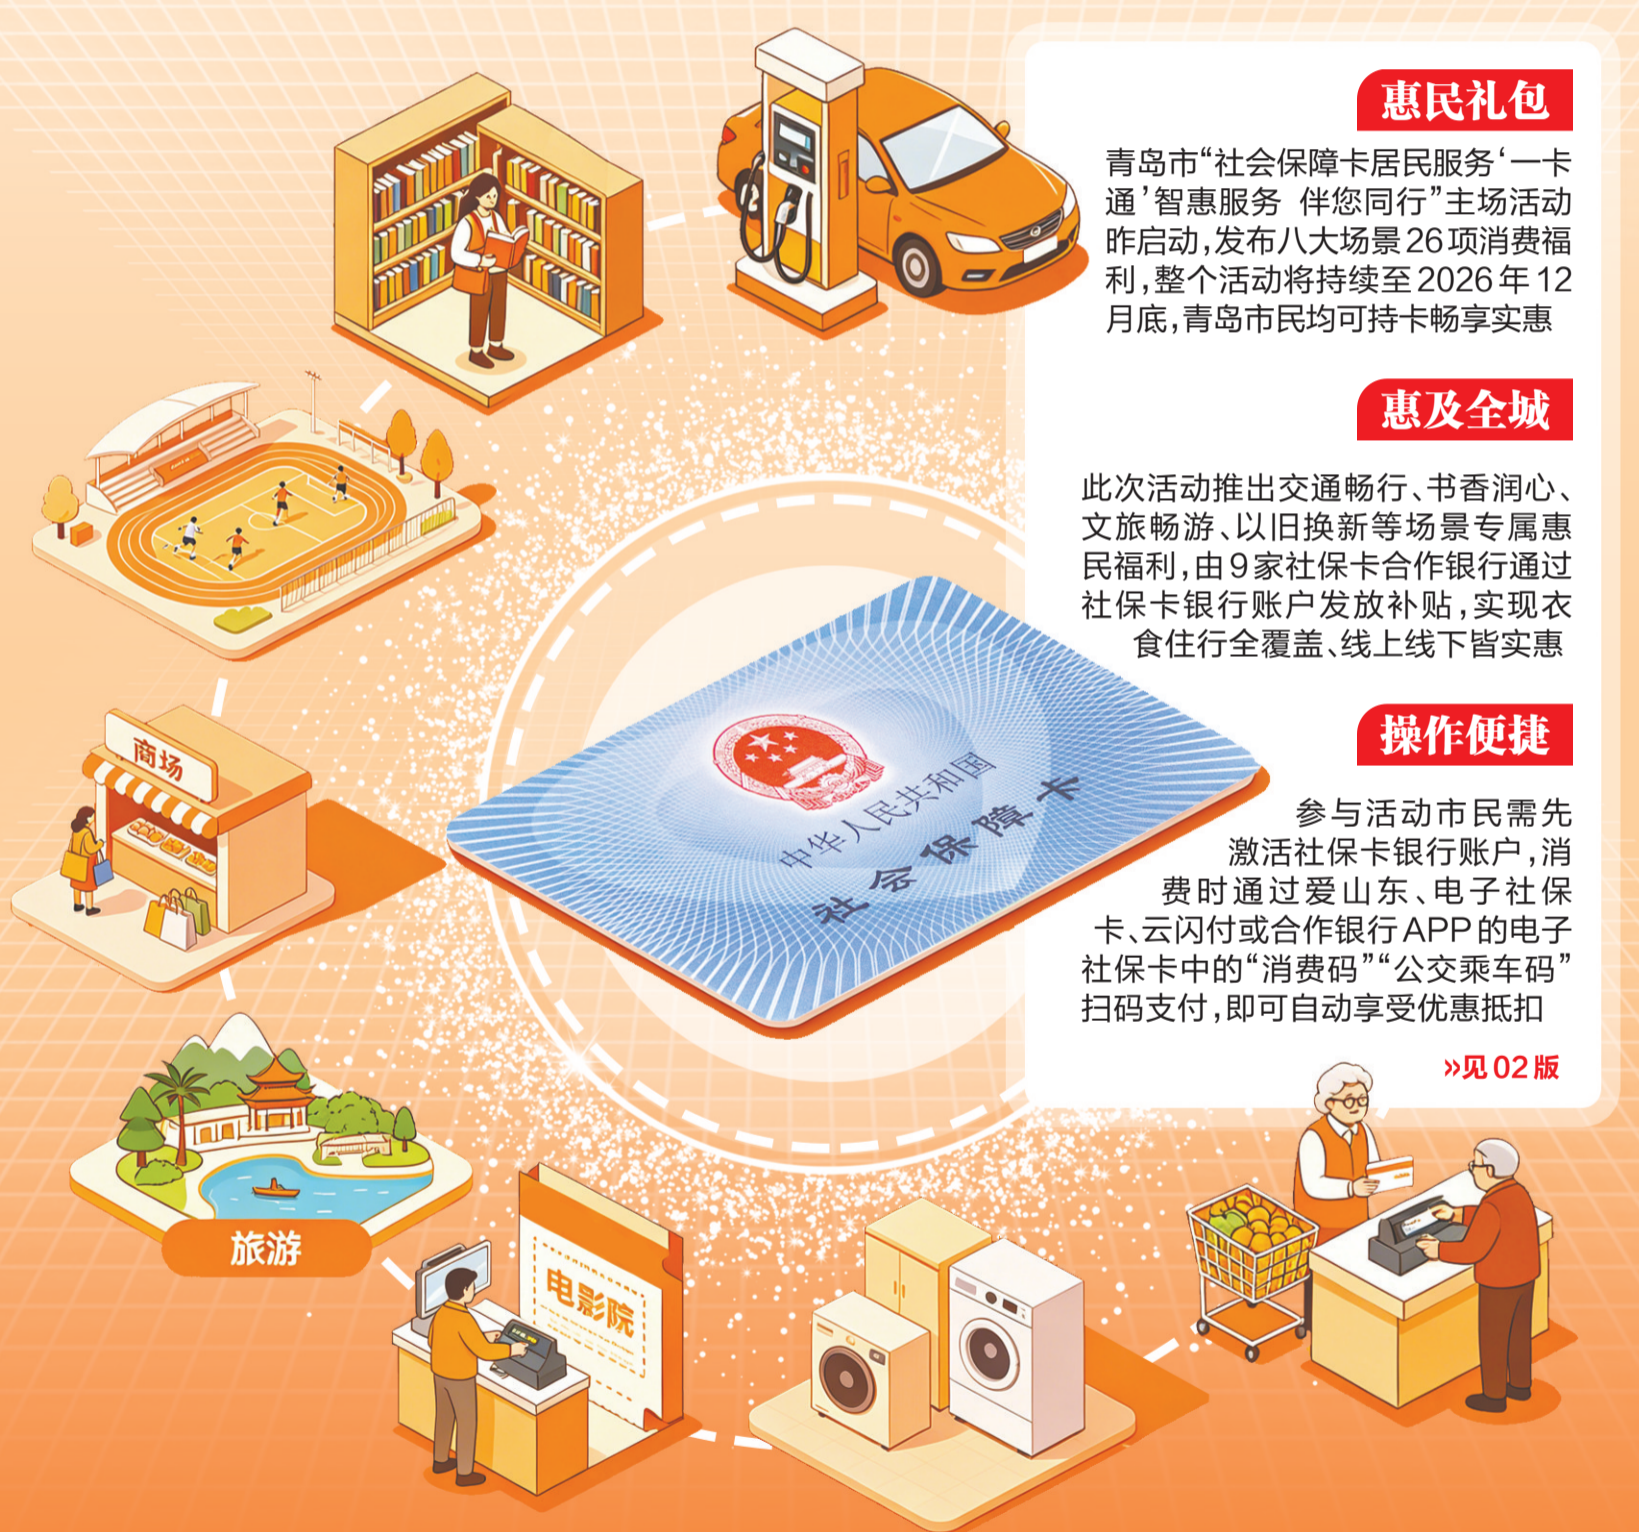 惠民礼包
青岛市“社会保障卡居民服务‘一卡
通’智惠服务 伴您同行”主场活动
昨启动，发布八大场景26项消费福
利，整个活动将持续至2026年12
月底，青岛市民均可持卡畅享实惠
惠及全城
此次活动推出交通畅行、书香润心、
文旅畅游、以旧换新等场景专属惠
民福利，由9家社保卡合作银行通过
社保卡银行账户发放补贴，实现衣
食住行全覆盖、线上线下皆实惠
操作便捷
参与活动市民需先
激活社保卡银行账户，消
费时通过爱山东、电子社保
卡、云闪付或合作银行APP的电子
社保卡中的“消费码”“公交乘车码”
扫码支付，即可自动享受优惠抵扣
»见02版
中华人民共和国
社会保障卡
商场
旅游
电影院